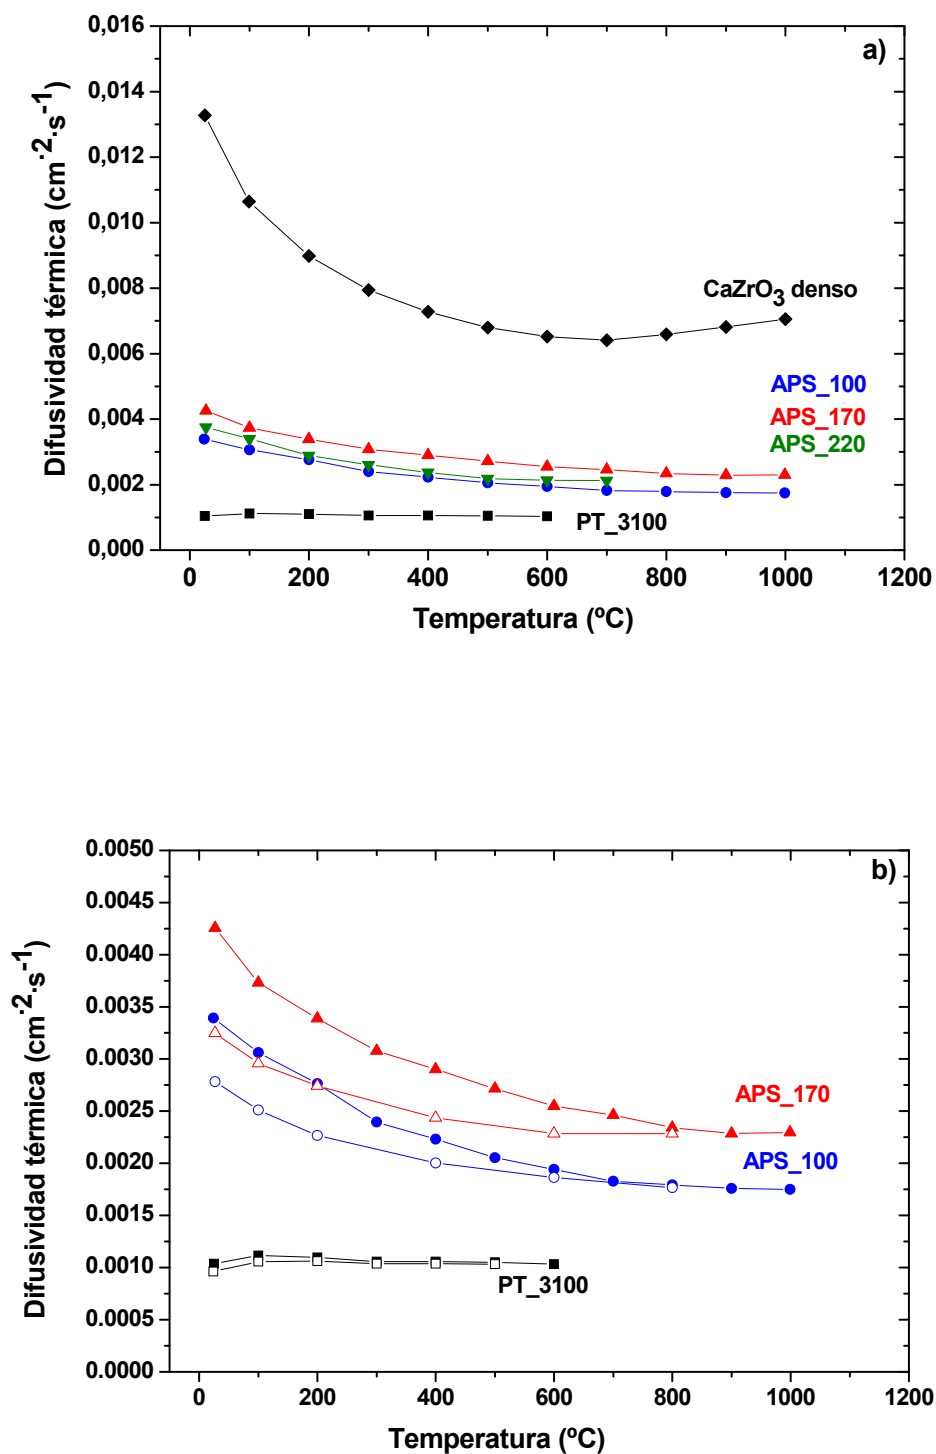 0,016
a)
0,014
0,012
0,010
0,008
0,006
0,004
0,002
0,000
Difusividad térmica (cm⁻²·s⁻¹)
CaZrO₃ denso
APS_100
APS_170
APS_220
PT_3100
0 200 400 600 800 1000 1200
Temperatura (ºC)
0.0050
b)
0.0045
0.0040
0.0035
0.0030
0.0025
0.0020
0.0015
0.0010
0.0005
0.0000
Difusividad térmica (cm⁻²·s⁻¹)
APS_170
APS_100
PT_3100
0 200 400 600 800 1000 1200
Temperatura (ºC)